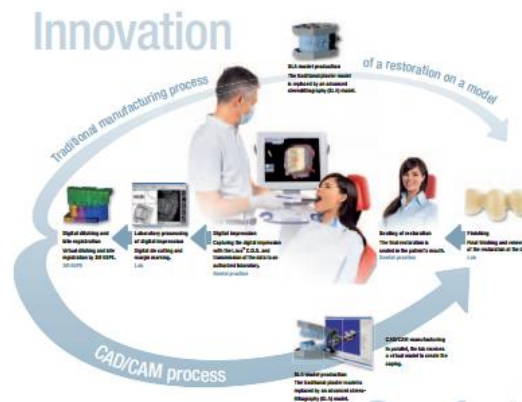 Innovation
SLA model production
The traditional plaster model
is replaced by an advanced
stereolithography (SLA) model.
Traditional manufacturing process
of a restoration on a model
Digital ditching and
bite registration
Virtual ditching and bite
registration by 3M ESPE.
3M ESPE
Laboratory processing
of digital impression
Digital die cutting and
margin marking.
Lab
Digital impression
Capturing the digital impression
with the Lava™ C.O.S. and
transmission of the data to an
authorized laboratory.
Dental practice
Seating of restoration
The final restoration is
seated in the patient's mouth.
Dental practice
Finishing
Final finishing and
of the restoration
Lab
CAD/CAM process
SLA model production
The traditional plaster model is
replaced by an advanced stereo-
lithography (SLA) model.
CAD/CAM manufacturing
In parallel, the lab receives
a virtual model to create the
coping.